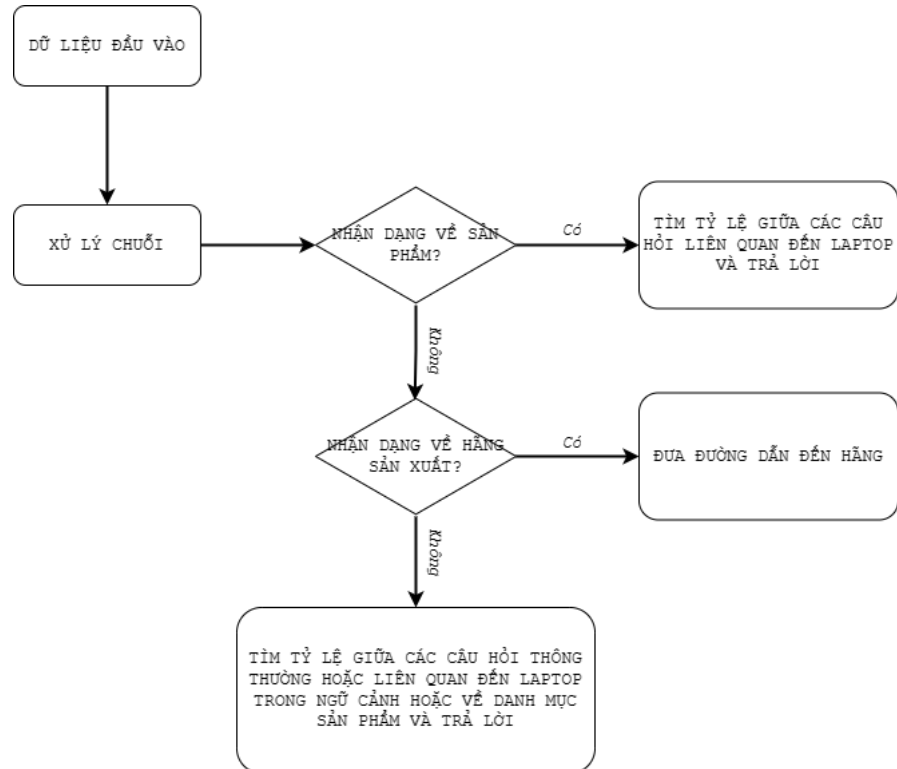 DỮ LIỆU ĐẦU VÀO
XỬ LÝ CHUỖI
NHẬN DẠNG VỀ SẢN
PHẨM?
Có
TÌM TỶ LỆ GIỮA CÁC CÂU
HỎI LIÊN QUAN ĐẾN LAPTOP
VÀ TRẢ LỜI
Không
NHẬN DẠNG VỀ HÃNG
SẢN XUẤT?
Có
ĐƯA ĐƯỜNG DẪN ĐẾN HÃNG
Không
TÌM TỶ LỆ GIỮA CÁC CÂU HỎI THÔNG
THƯỜNG HOẶC LIÊN QUAN ĐẾN LAPTOP
TRONG NGỮ CẢNH HOẶC VỀ DANH MỤC
SẢN PHẨM VÀ TRẢ LỜI